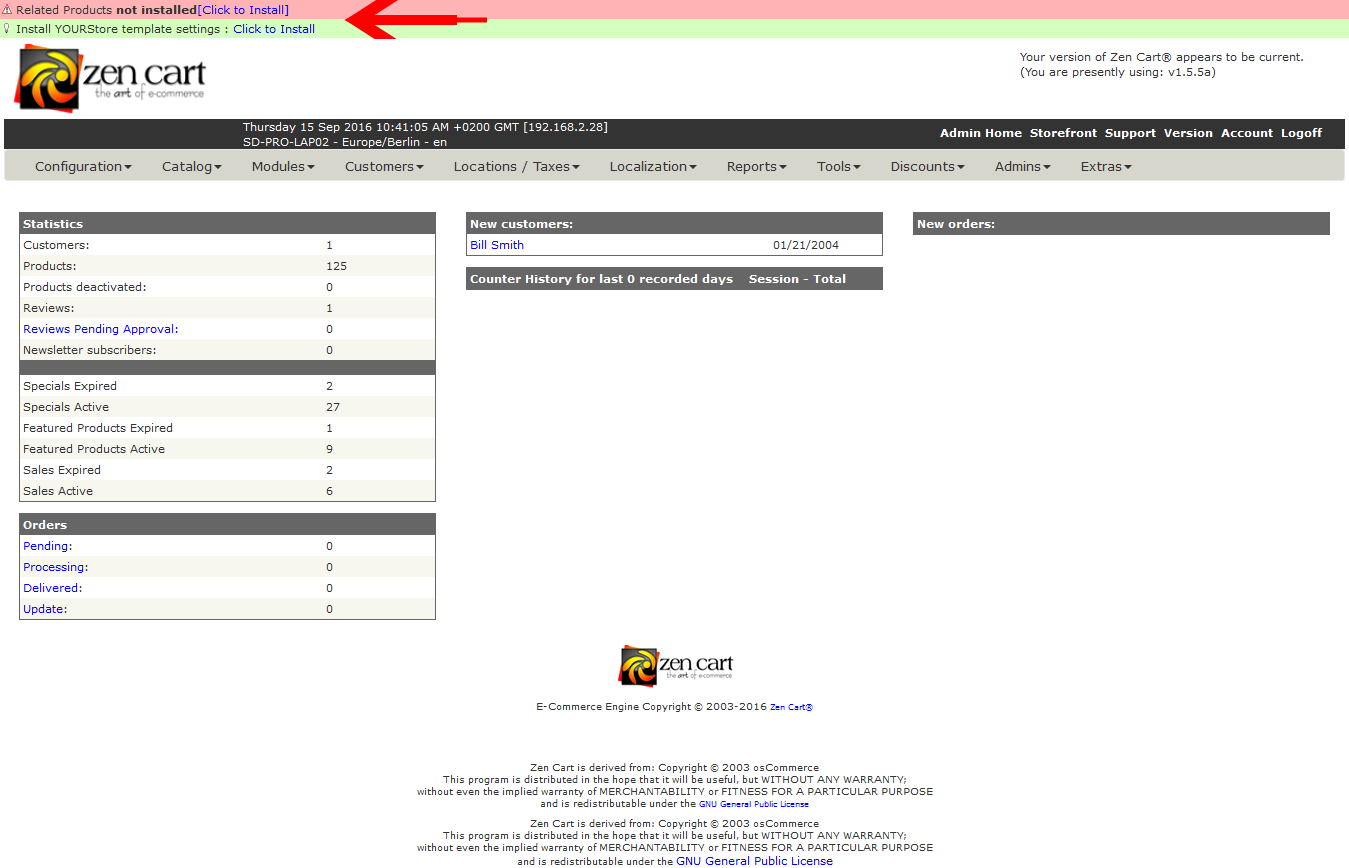 Related Products not installed[Click to Install]
Install YOURStore template settings : Click to Install
zen cart
the art of e-commerce
Your version of Zen Cart® appears to be current.
(You are presently using: v1.5.5a)
Thursday 15 Sep 2016 10:41:05 AM +0200 GMT [192.168.2.28]
SD-PRO-LAP02 - Europe/Berlin - en
Admin Home Storefront Support Version Account Logoff
Configuration Catalog Modules Customers Locations / Taxes Localization Reports Tools Discounts Admins Extras
Statistics
Customers: 1
Products: 125
Products deactivated: 0
Reviews: 1
Reviews Pending Approval: 0
Newsletter subscribers: 0
Specials Expired 2
Specials Active 27
Featured Products Expired 1
Featured Products Active 9
Sales Expired 2
Sales Active 6
Orders
Pending: 0
Processing: 0
Delivered: 0
Update: 0
New customers:
Bill Smith 01/21/2004
Counter History for last 0 recorded days Session - Total
New orders:
zen cart
the art of e-commerce
E-Commerce Engine Copyright © 2003-2016 Zen Cart®
Zen Cart is derived from: Copyright © 2003 osCommerce
This program is distributed in the hope that it will be useful, but WITHOUT ANY WARRANTY;
without even the implied warranty of MERCHANTABILITY or FITNESS FOR A PARTICULAR PURPOSE
and is redistributable under the GNU General Public License
Zen Cart is derived from: Copyright © 2003 osCommerce
This program is distributed in the hope that it will be useful, but WITHOUT ANY WARRANTY;
without even the implied warranty of MERCHANTABILITY or FITNESS FOR A PARTICULAR PURPOSE
and is redistributable under the GNU General Public License